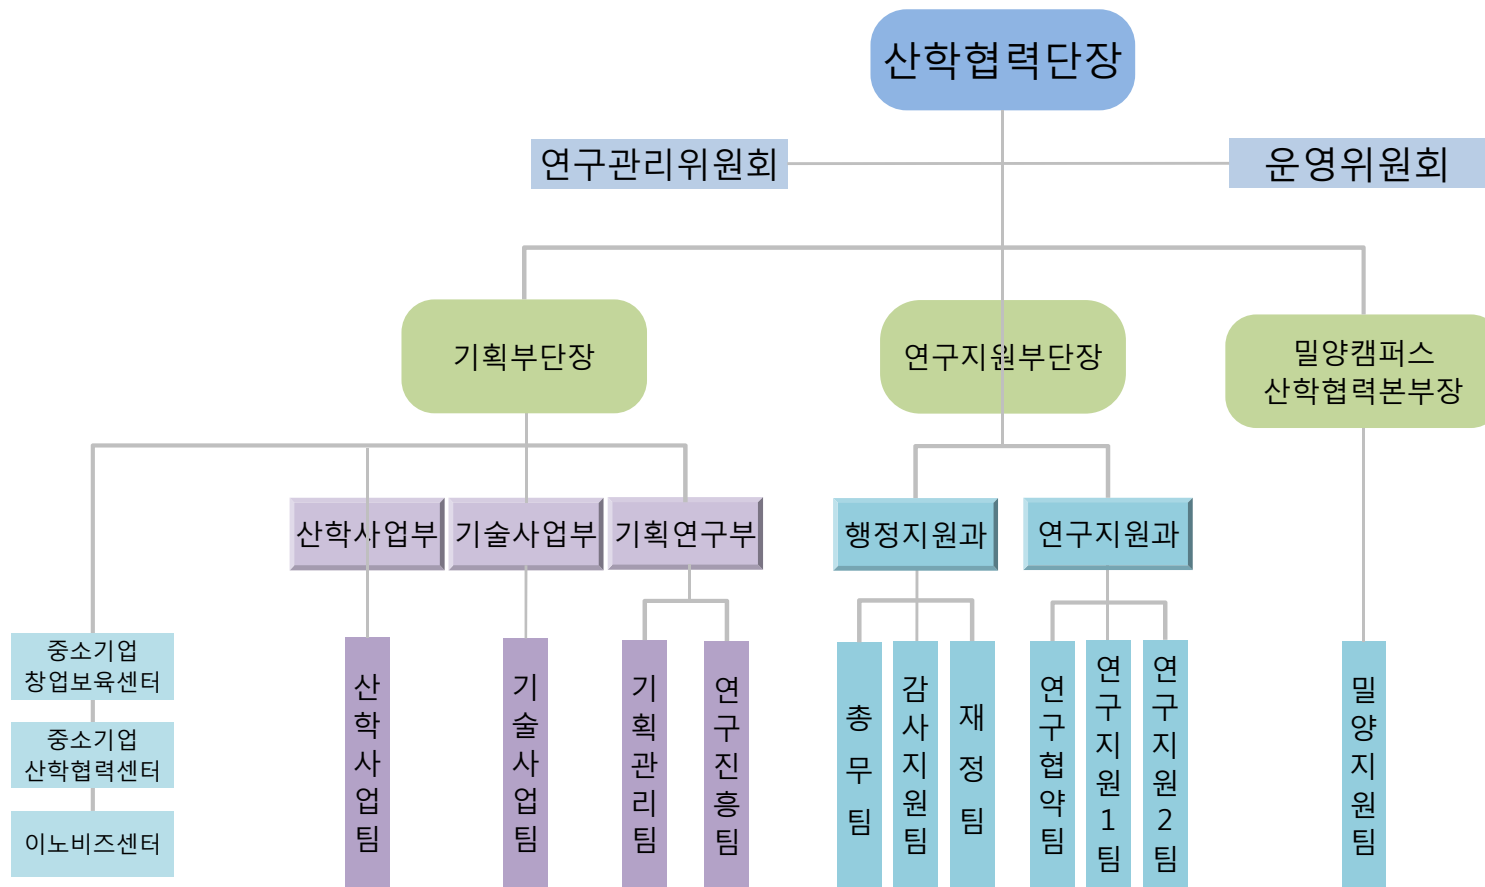 산학협력단장
연구관리위원회
운영위원회
기획부단장
연구지원부단장
밀양캠퍼스
산학협력본부장
산학사업부
기술사업부
기획연구부
행정지원과
연구지원과
중소기업
창업보육센터
중소기업
산학협력센터
이노비즈센터
산학사업팀
기술사업팀
기획관리팀
연구진흥팀
총무팀
감사지원팀
재정팀
연구협약팀
연구지원1팀
연구지원2팀
밀양지원팀